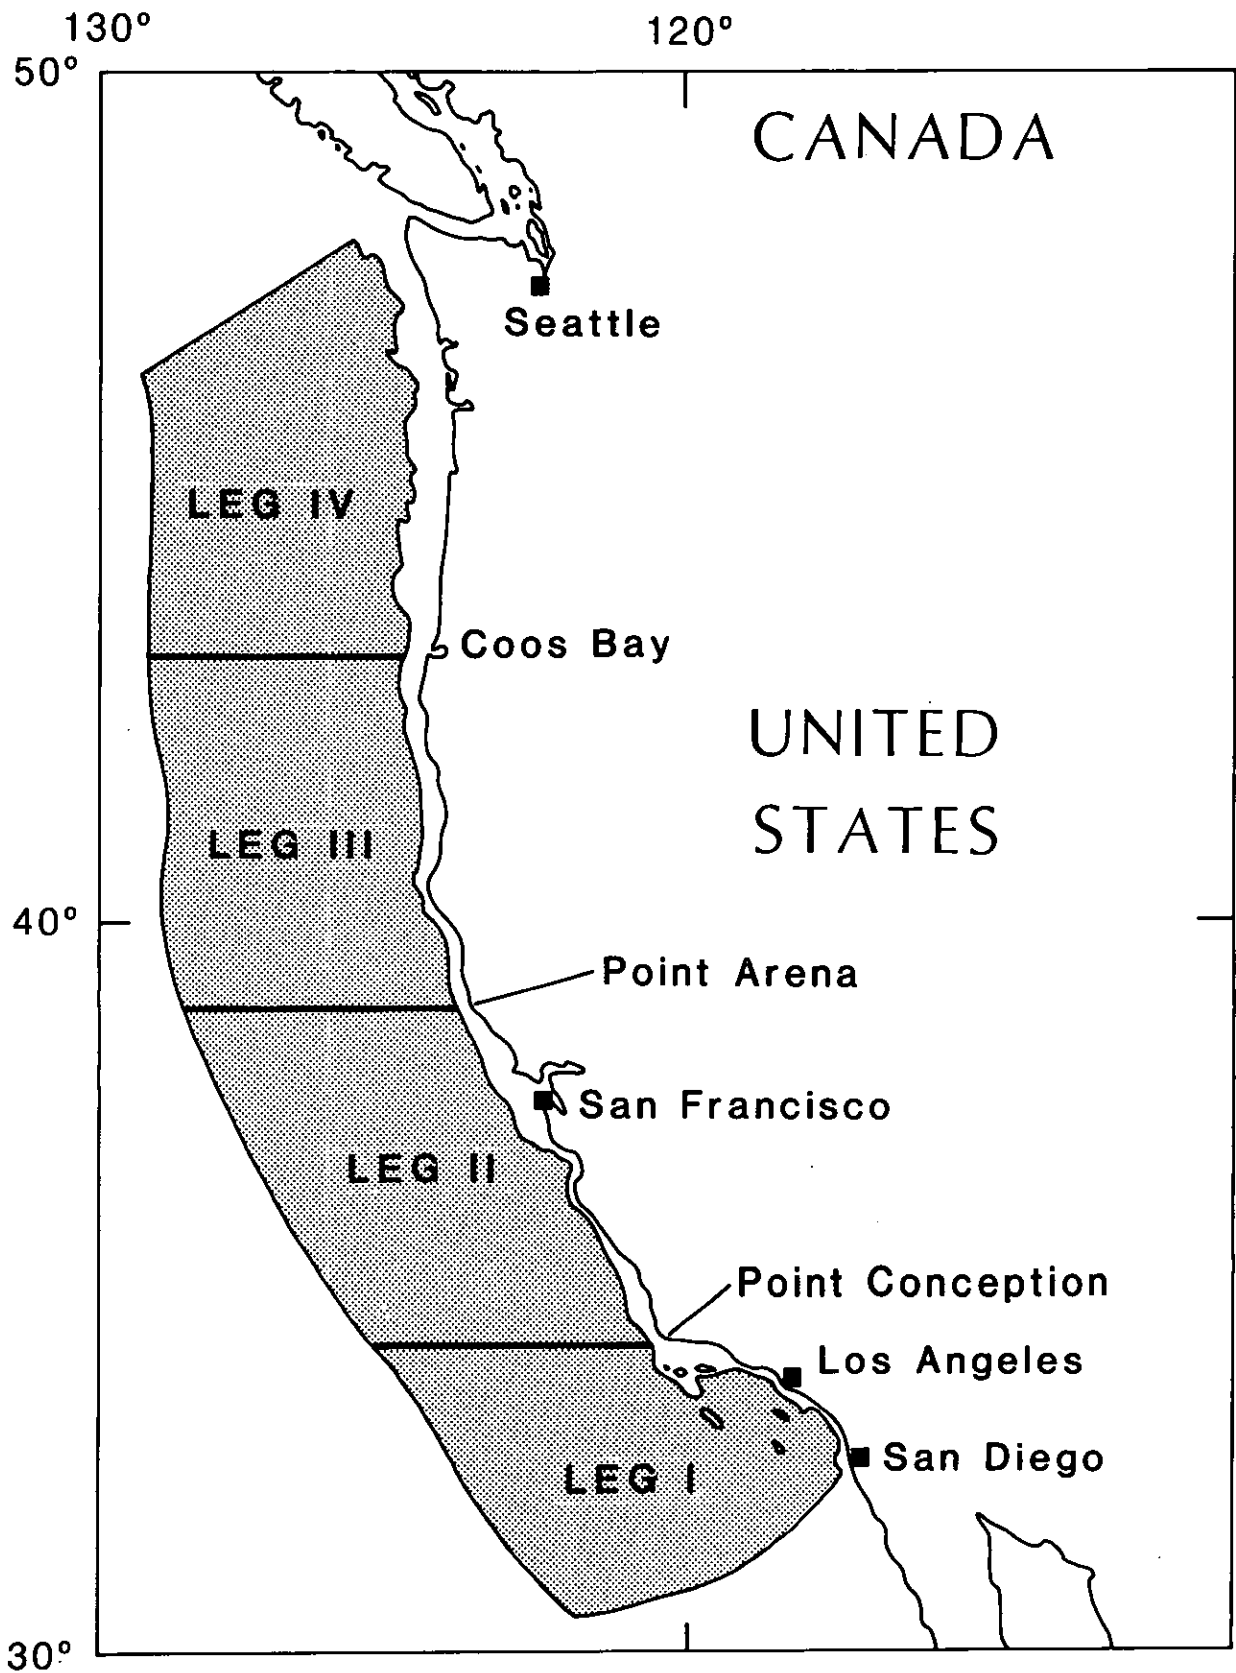 130°
120°
50°
CANADA
Seattle
LEG IV
Coos Bay
UNITED
STATES
LEG III
40°
Point Arena
San Francisco
LEG II
Point Conception
Los Angeles
San Diego
LEG I
30°